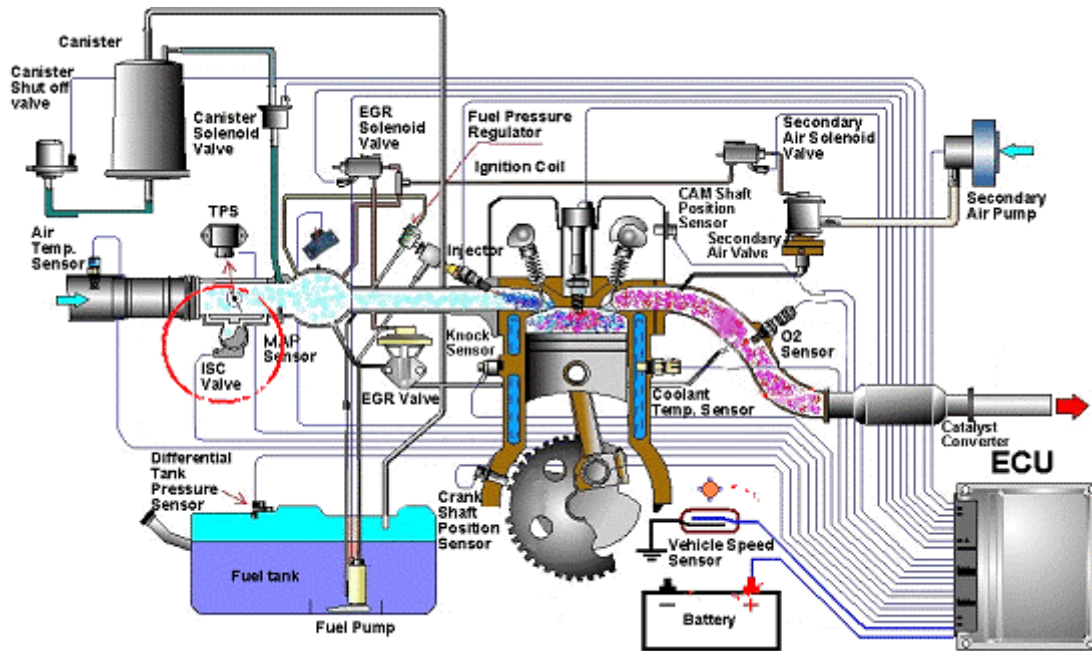 Canister
Canister
Shut off
valve
Canister
Solenoid
Valve
EGR
Solenoid
Valve
Fuel Pressure
Regulator
Ignition Coil
Secondary
Air Solenoid
Valve
CAM Shaft
Position
Sensor
Secondary
Air Valve
Secondary
Air Pump
TPS
Air
Temp.
Sensor
Injector
MAP
Sensor
ISC
Valve
Knock
Sensor
EGR Valve
O2
Sensor
Coolant
Temp. Sensor
Catalyst
Converter
ECU
Differential
Tank
Pressure
Sensor
Crank
Shaft
Position
Sensor
Vehicle Speed
Sensor
Fuel tank
Fuel Pump
− +
Battery